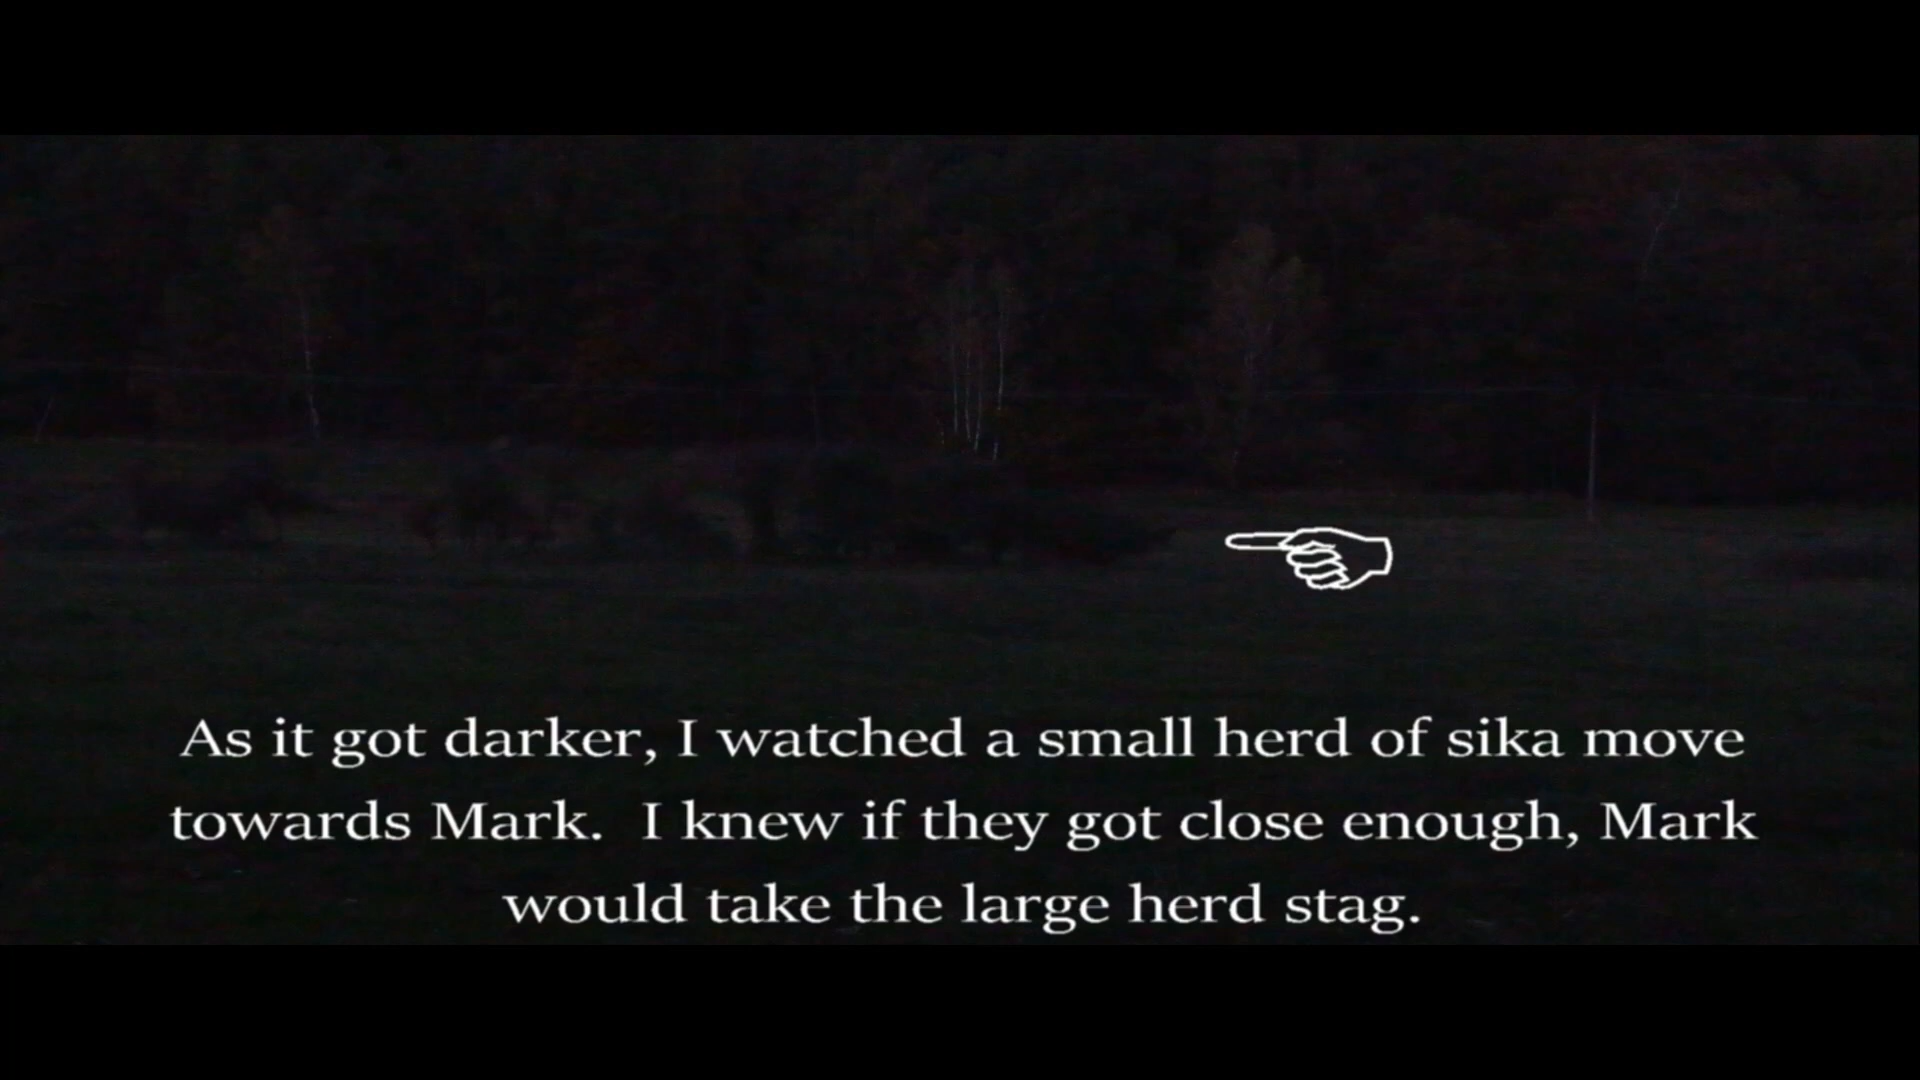 As it got darker, I watched a small herd of sika move
towards Mark.  I knew if they got close enough, Mark
would take the large herd stag.